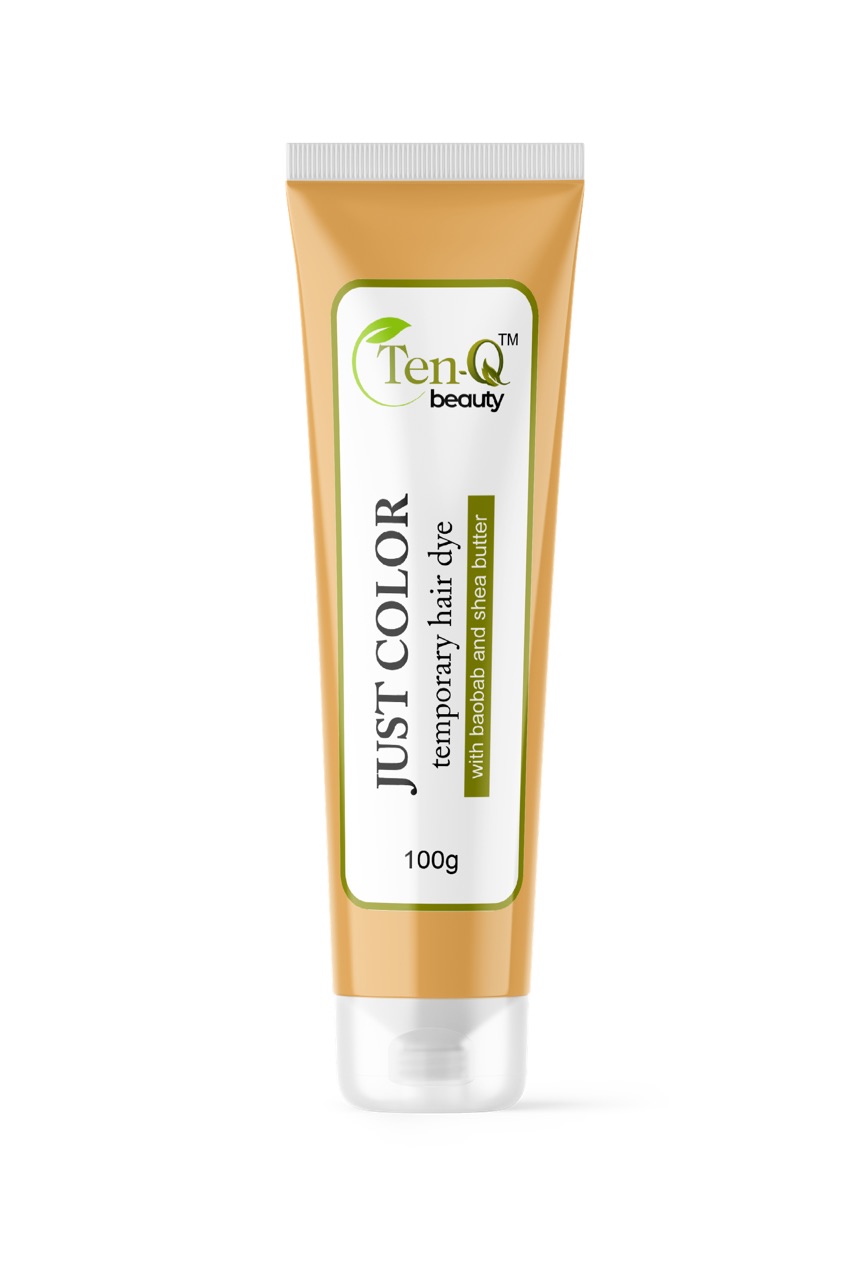 Ten-Q™
beauty
JUST COLOR
temporary hair dye
with baobab and shea butter
100g